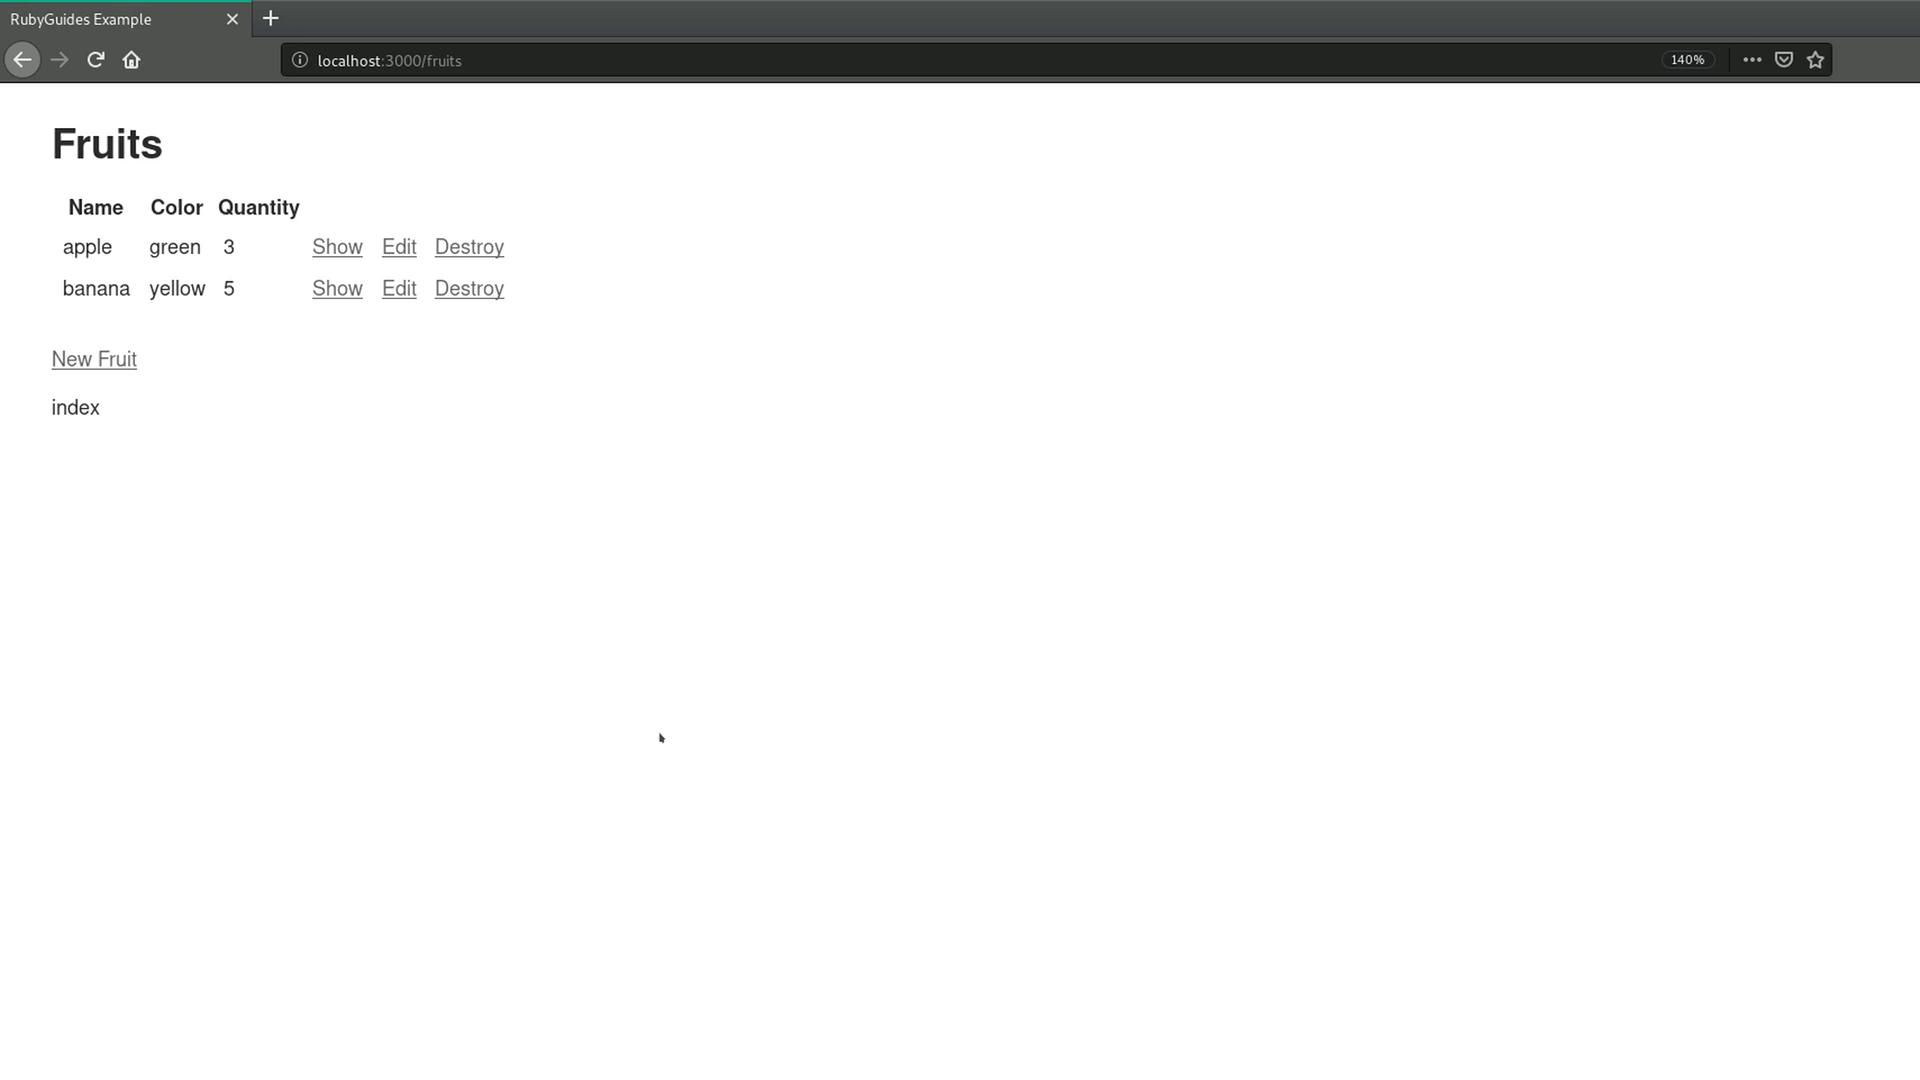 RubyGuides Example
localhost:3000/fruits 140%
Fruits
Name Color Quantity
apple green 3 Show Edit Destroy
banana yellow 5 Show Edit Destroy
New Fruit
index